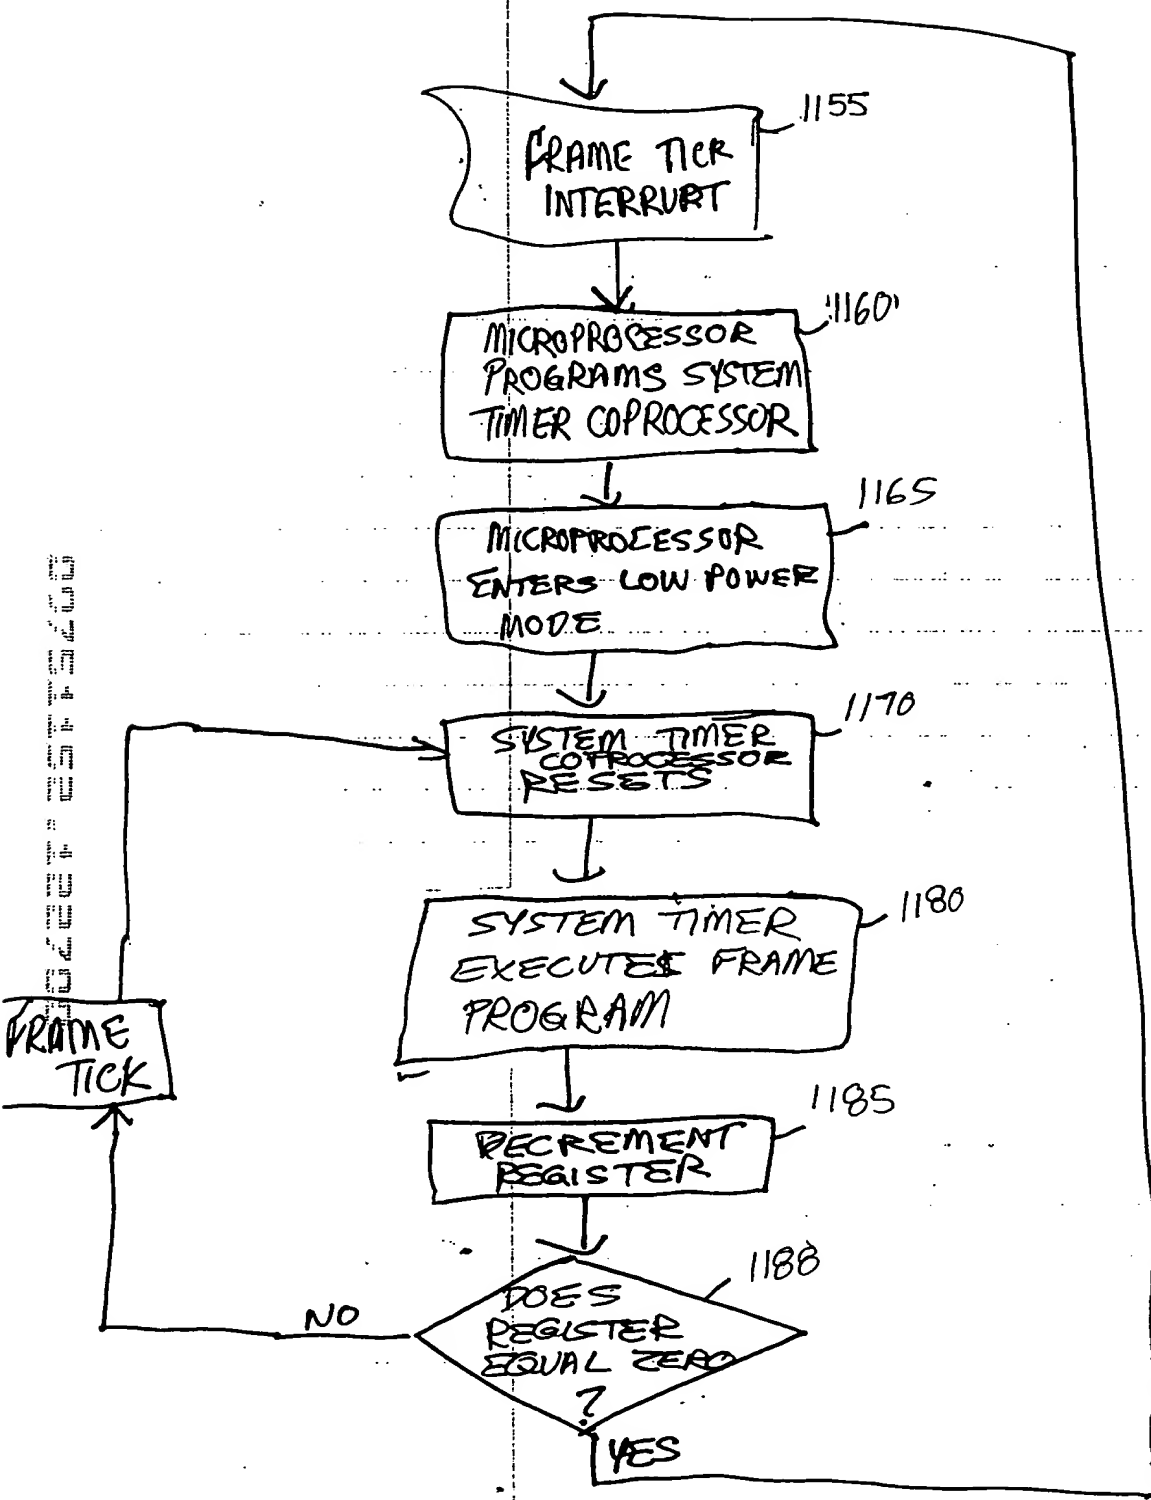 1155
FRAME TICK
INTERRUPT
1160
MICROPROCESSOR
PROGRAMS SYSTEM
TIMER COPROCESSOR
1165
MICROPROCESSOR
ENTERS LOW POWER
MODE
1170
SYSTEM TIMER
COPROCESSOR
RESETS
1180
SYSTEM TIMER
EXECUTES FRAME
PROGRAM
FRAME
TICK
1185
DECREMENT
REGISTER
1188
DOES
REGISTER
EQUAL ZERO
?
NO
YES